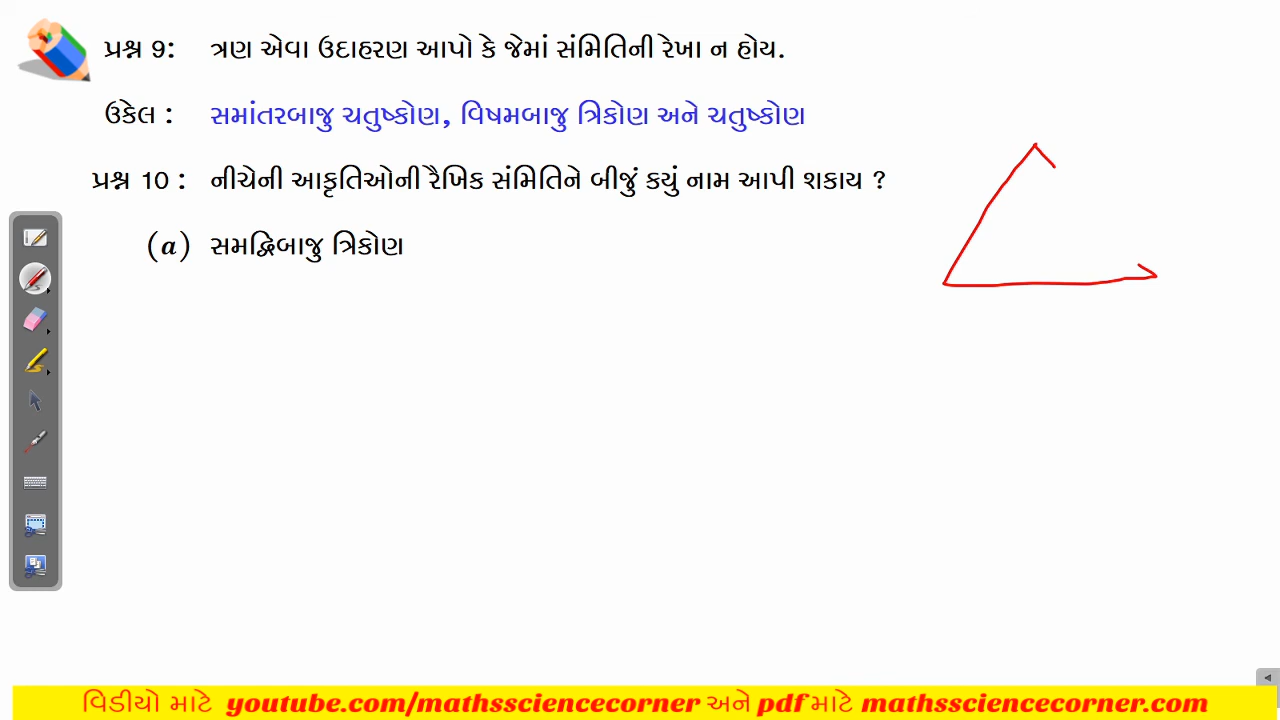 પ્રશ્ન 9: ત્રણ એવા ઉદાહરણ આપો કે જેમાં સંમિતિની રેખા ન હોય.
ઉકેલ : સમાંતરબાજુ ચતુષ્કોણ, વિષમબાજુ ત્રિકોણ અને ચતુષ્કોણ
પ્રશ્ન 10 : નીચેની આકૃતિઓની રૈખિક સંમિતિને બીજું કયું નામ આપી શકાય ?
(a) સમદ્વિબાજુ ત્રિકોણ
વિડીયો માટે youtube.com/mathssciencecorner અને pdf માટે mathssciencecorner.com